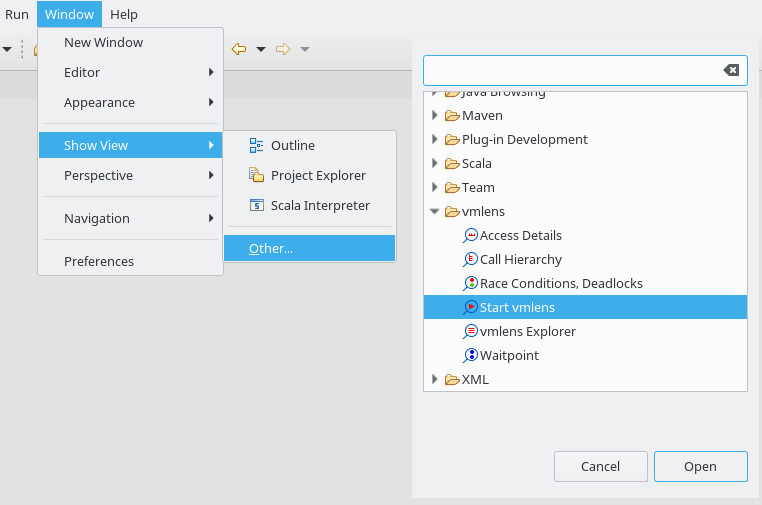 Run Window Help
New Window
Editor
Appearance
Show View
Perspective
Navigation
Preferences
Outline
Project Explorer
Scala Interpreter
Other...
Java Browsing
Maven
Plug-in Development
Scala
Team
vmlens
Access Details
Call Hierarchy
Race Conditions, Deadlocks
Start vmlens
vmlens Explorer
Waitpoint
XML
Cancel Open